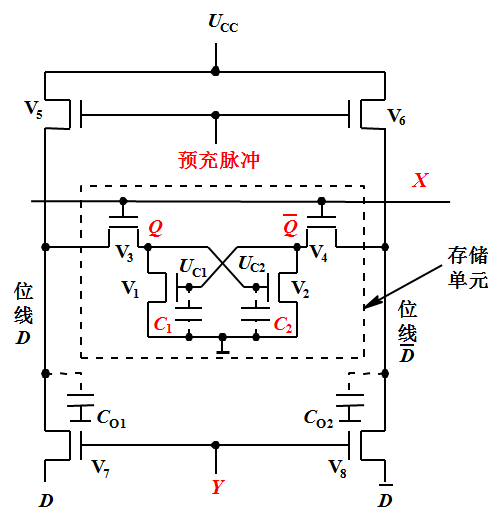 U_CC
V_5
V_6
预充脉冲
X
Q
Q̅
V_3
V_4
存储
单元
U_C1
U_C2
V_1
V_2
位
线
D
C_1
C_2
位
线
D̅
C_O1
C_O2
V_7
V_8
D
Y
D̅